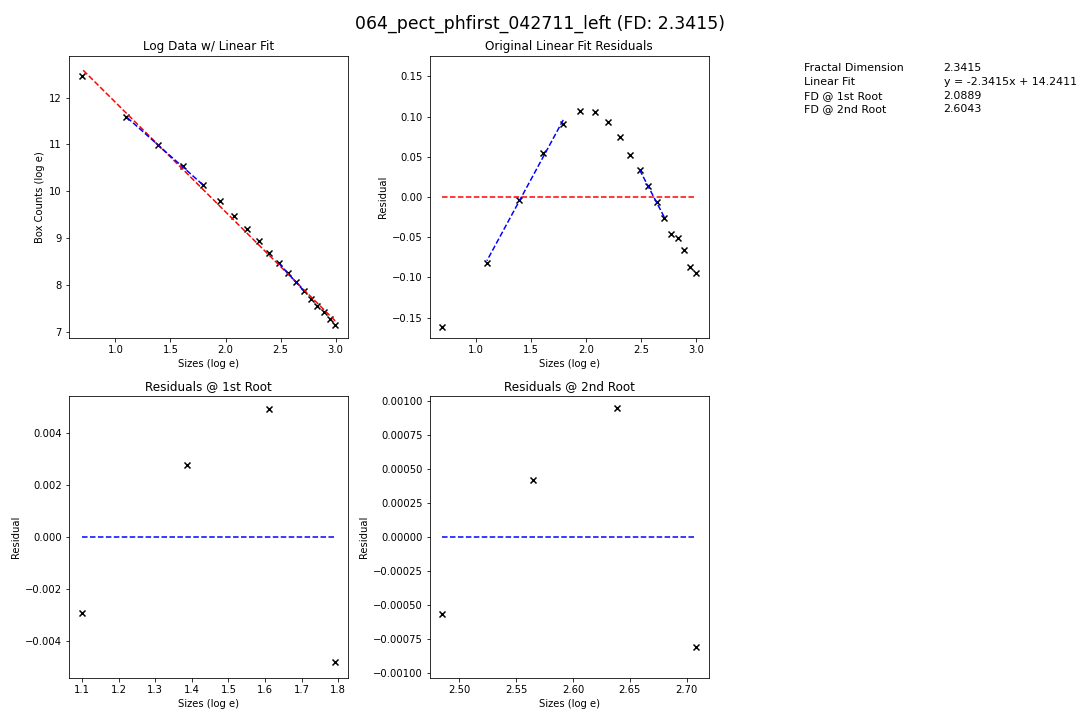 064_pect_phfirst_042711_left (FD: 2.3415)
Log Data w/ Linear Fit
Box Counts (log e)
12
11
10
9
8
7
1.0 1.5 2.0 2.5 3.0
Sizes (log e)
Original Linear Fit Residuals
Residual
0.15
0.10
0.05
0.00
−0.05
−0.10
−0.15
1.0 1.5 2.0 2.5 3.0
Sizes (log e)
Fractal Dimension 2.3415
Linear Fit y = -2.3415x + 14.2411
FD @ 1st Root 2.0889
FD @ 2nd Root 2.6043
Residuals @ 1st Root
Residual
0.004
0.002
0.000
−0.002
−0.004
1.1 1.2 1.3 1.4 1.5 1.6 1.7 1.8
Sizes (log e)
Residuals @ 2nd Root
Residual
0.00100
0.00075
0.00050
0.00025
0.00000
−0.00025
−0.00050
−0.00075
−0.00100
2.50 2.55 2.60 2.65 2.70
Sizes (log e)